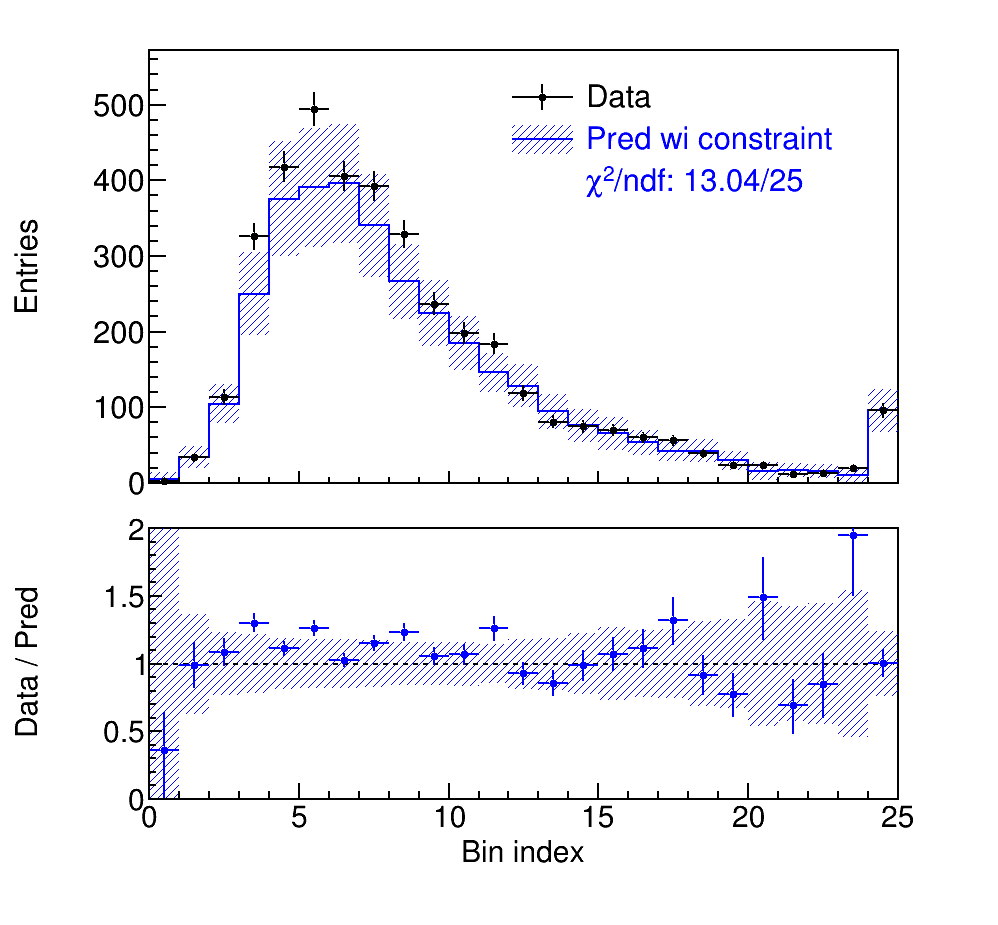 Entries
500
400
300
200
100
0
Data
Pred wi constraint
χ²/ndf: 13.04/25
Data / Pred
2
1.5
1
0.5
0
0 5 10 15 20 25
Bin index